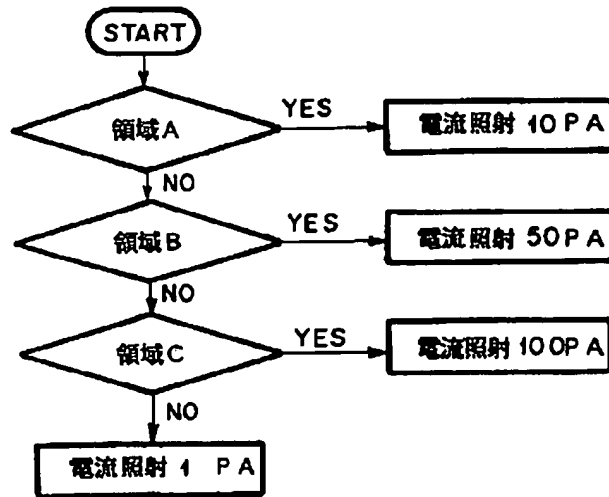 START
領域A
YES
電流照射 10PA
NO
領域B
YES
電流照射 50PA
NO
領域C
YES
電流照射 100PA
NO
電流照射 1 PA